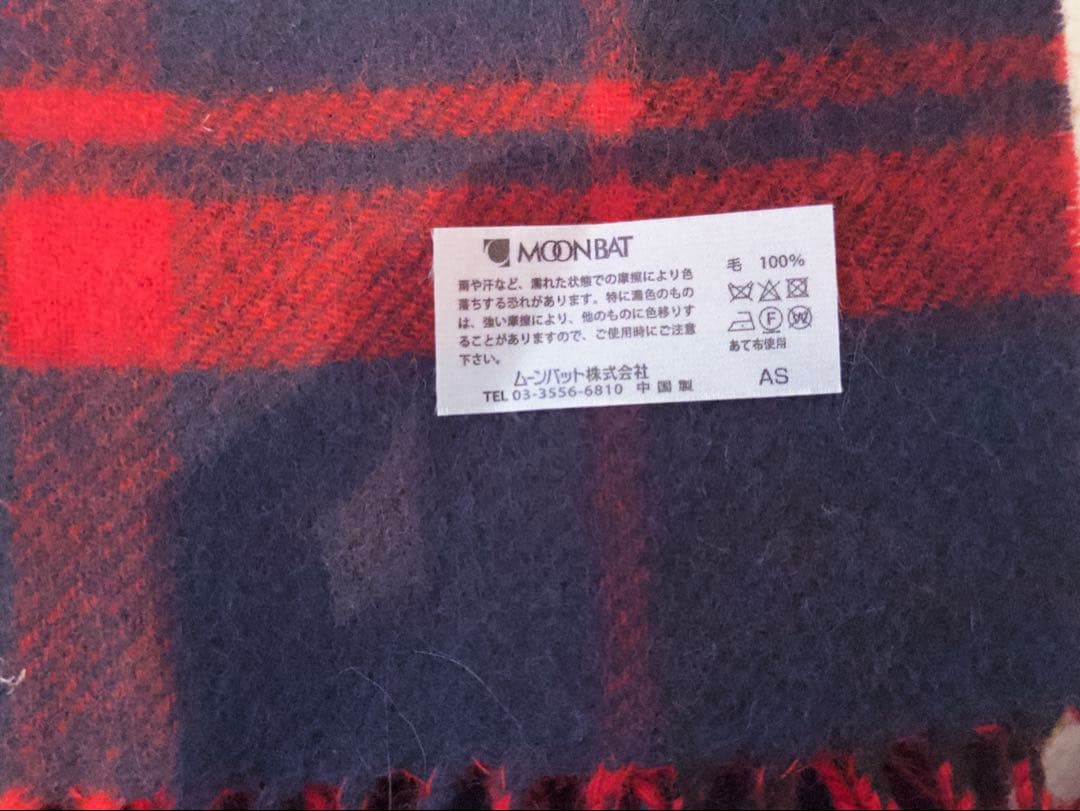 MOONBAT
雨や汗など、濡れた状態での摩擦により色
落ちする恐れがあります。特に濃色のもの
は、強い摩擦により、他のものに色移りす
ることがありますので、ご使用時にご注意
下さい。
ムーンバット株式会社
TEL 03-3556-6810 中国製
毛 100%
F W
あて布使用
AS